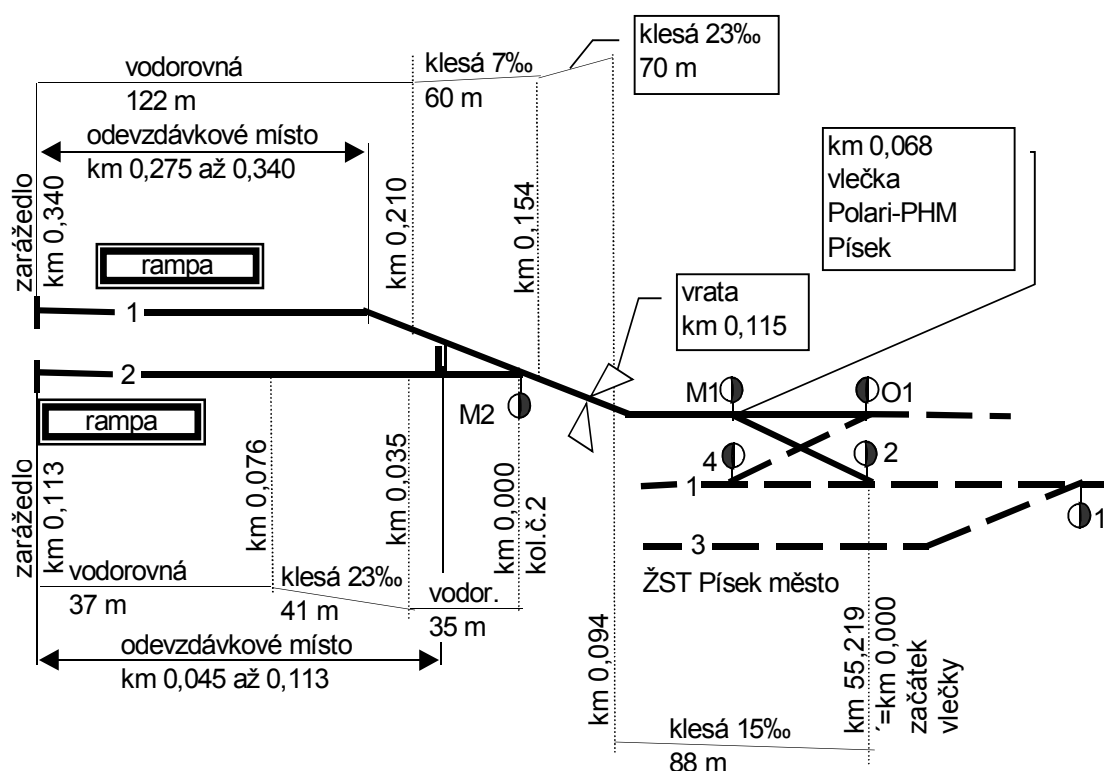 vodorovná
122 m
klesá 7‰
60 m
klesá 23‰
70 m
odevzdávkové místo
km 0,275 až 0,340
zarážedlo
km 0,340
km 0,210
km 0,154
km 0,068
vlečka
Polari-PHM
Písek
rampa
vrata
km 0,115
1
2
M2
M1
O1
4
2
1
1
3
ŽST Písek město
rampa
zarážedlo
km 0,113
km 0,076
km 0,035
km 0,000
kol.č.2
vodorovná
37 m
klesá 23‰
41 m
vodor.
35 m
odevzdávkové místo
km 0,045 až 0,113
km 0,094
km 55,219
´=km 0,000
začátek
vlečky
klesá 15‰
88 m